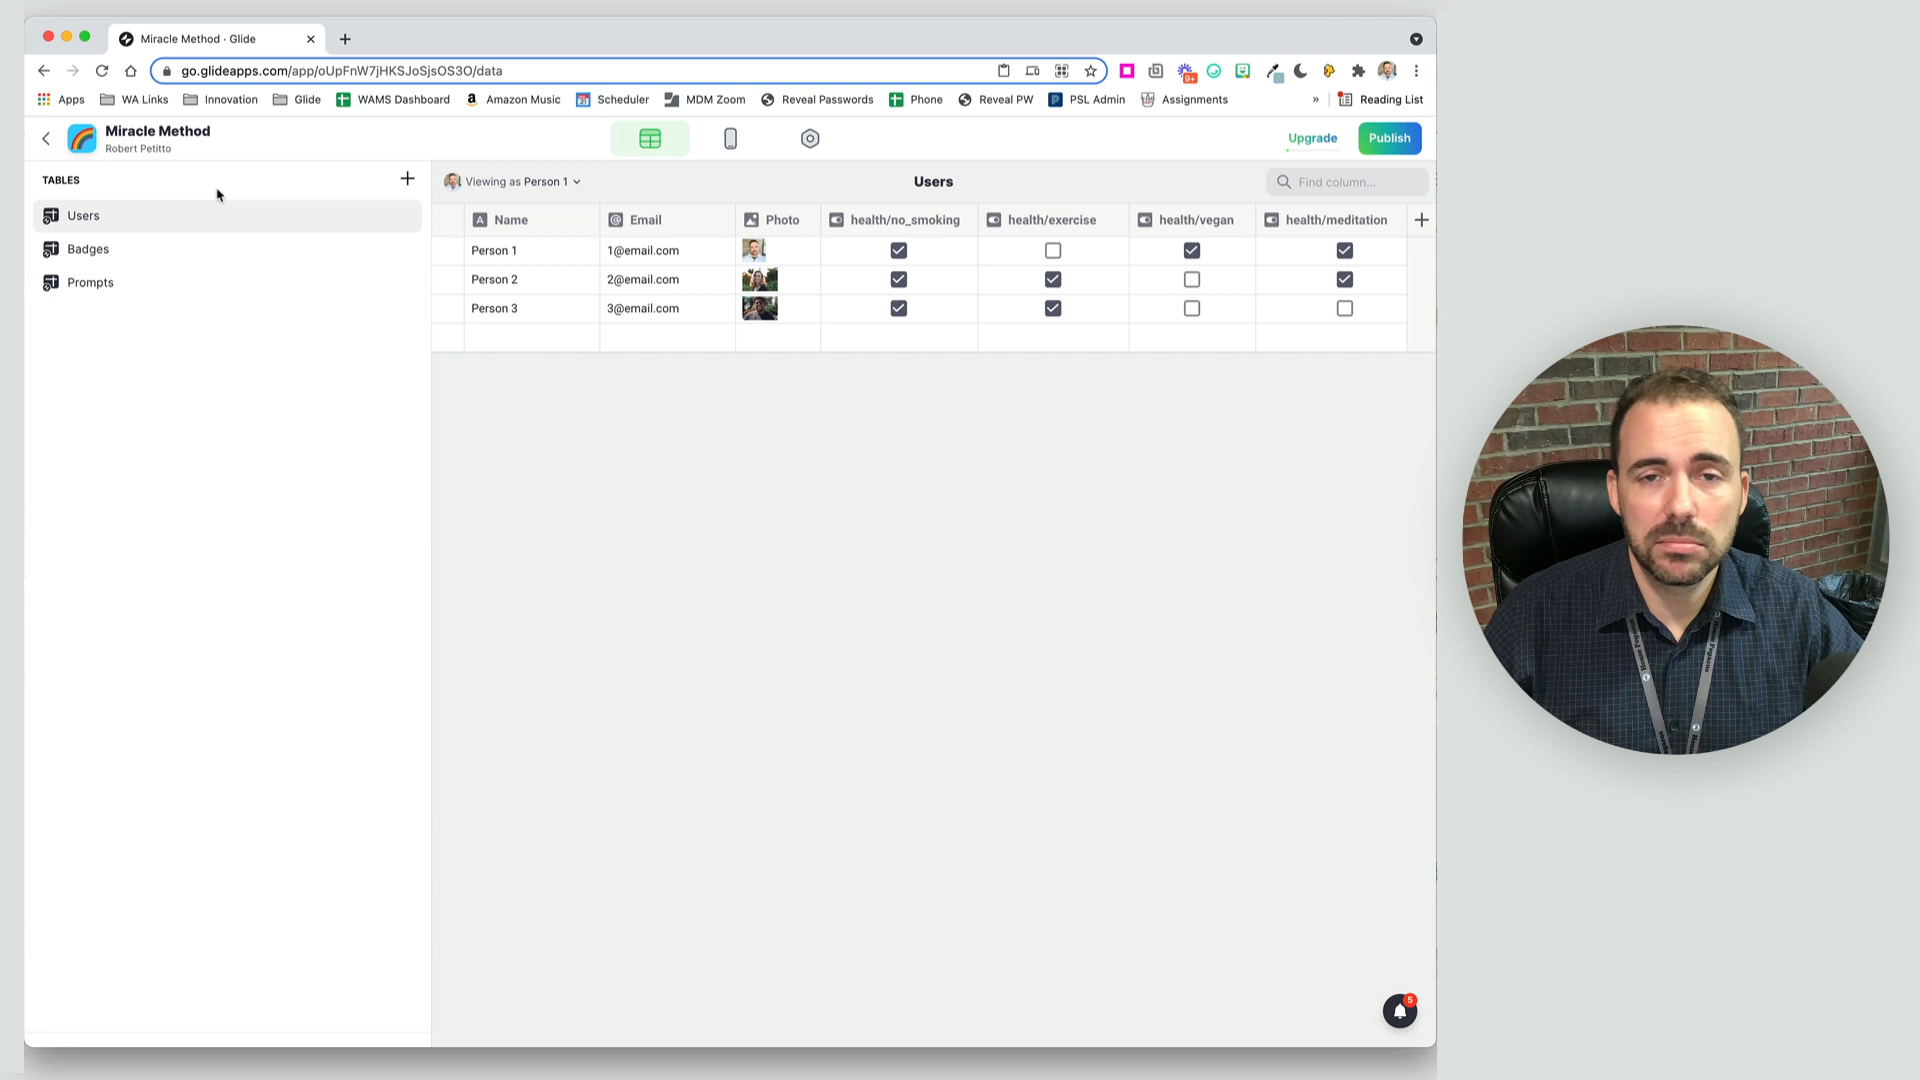 Miracle Method · Glide
go.glideapps.com/app/oUpFnW7jHKSJoSjsOS3O/data
9+
Apps WA Links Innovation Glide WAMS Dashboard Amazon Music Scheduler MDM Zoom Reveal Passwords Phone Reveal PW PSL Admin Assignments » Reading List
Miracle Method
Robert Petitto
Upgrade
Publish
TABLES
Users
Badges
Prompts
Viewing as Person 1
Users
Find column...
Name Email Photo health/no_smoking health/exercise health/vegan health/meditation
Person 1 1@email.com
Person 2 2@email.com
Person 3 3@email.com
5